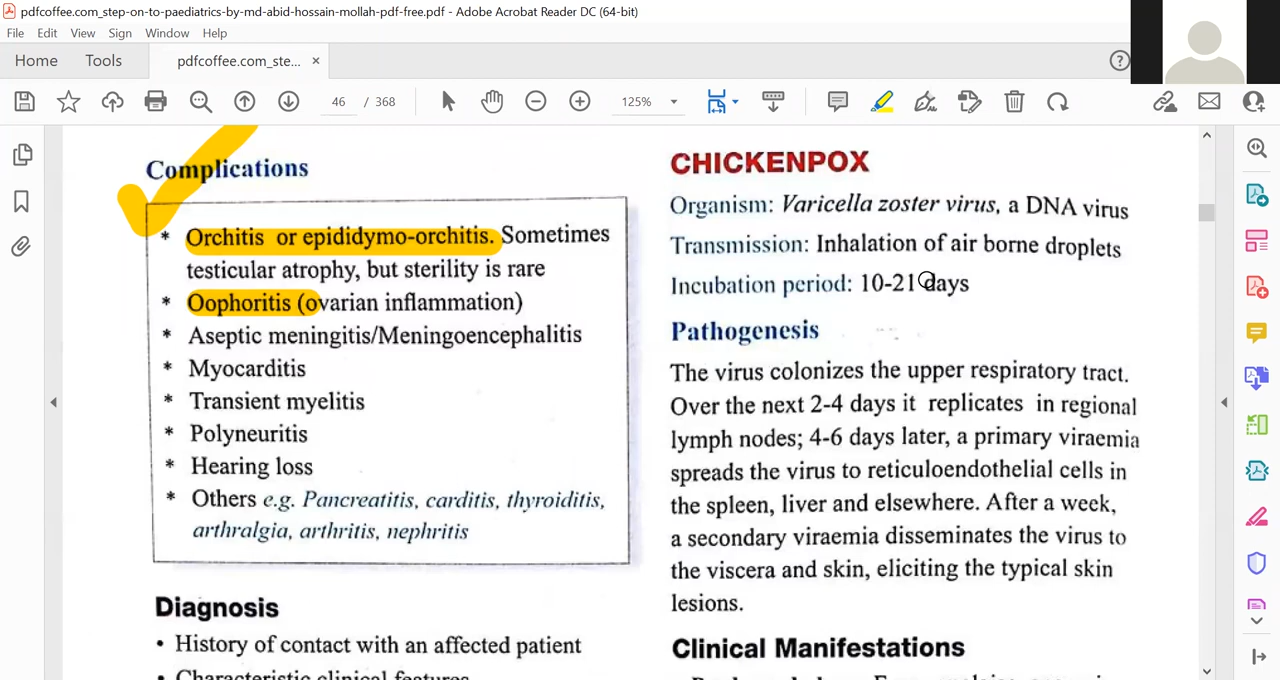 pdfcoffee.com_step-on-to-paediatrics-by-md-abid-hossain-mollah-pdf-free.pdf - Adobe Acrobat Reader DC (64-bit)
File Edit View Sign Window Help
Home Tools pdfcoffee.com_ste... ×
46 / 368 125%
Complications
* Orchitis or epididymo-orchitis. Sometimes
testicular atrophy, but sterility is rare
* Oophoritis (ovarian inflammation)
* Aseptic meningitis/Meningoencephalitis
* Myocarditis
* Transient myelitis
* Polyneuritis
* Hearing loss
* Others e.g. Pancreatitis, carditis, thyroiditis,
arthralgia, arthritis, nephritis
Diagnosis
• History of contact with an affected patient
• Characteristic clinical features
CHICKENPOX
Organism: Varicella zoster virus, a DNA virus
Transmission: Inhalation of air borne droplets
Incubation period: 10-21 days
Pathogenesis
The virus colonizes the upper respiratory tract.
Over the next 2-4 days it replicates in regional
lymph nodes; 4-6 days later, a primary viraemia
spreads the virus to reticuloendothelial cells in
the spleen, liver and elsewhere. After a week,
a secondary viraemia disseminates the virus to
the viscera and skin, eliciting the typical skin
lesions.
Clinical Manifestations